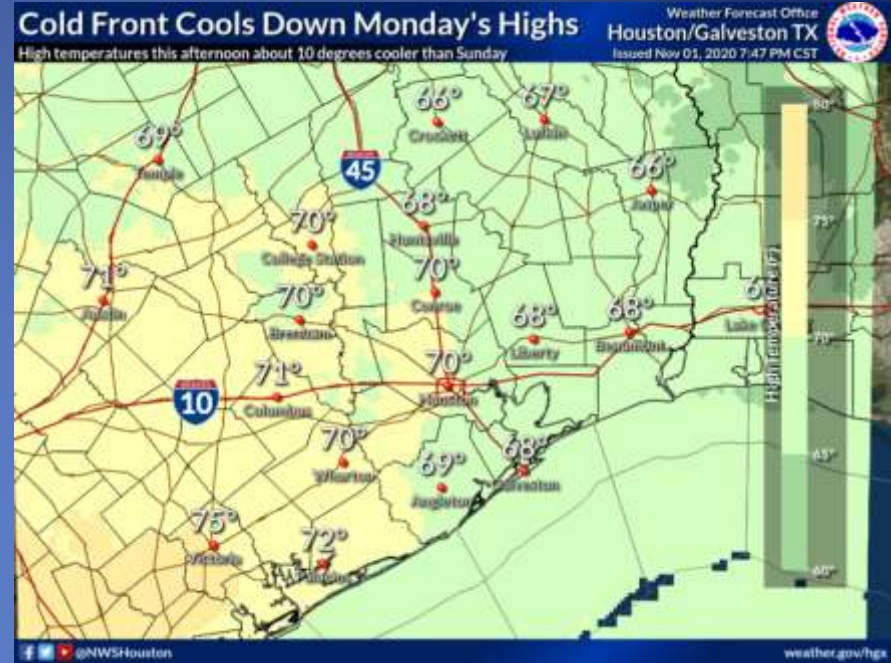 Cold Front Cools Down Monday's Highs
High temperatures this afternoon about 10 degrees cooler than Sunday
Weather Forecast Office
Houston/Galveston TX
Issued Nov 01, 2020 7:47 PM CST
66°
Crockett
67°
Lufkin
69°
Temple
45
66°
Jasper
68°
Huntsville
70°
College Station
70°
Conroe
71°
Austin
70°
Brenham
68°
Liberty
68°
Beaumont
Lake
70°
Houston
71°
Columbus
10
70°
Wharton
69°
Angleton
68°
Galveston
75°
Victoria
72°
Palacios
80°
75°
70°
65°
60°
High Temperature (F)
@NWSHouston
weather.gov/hgx